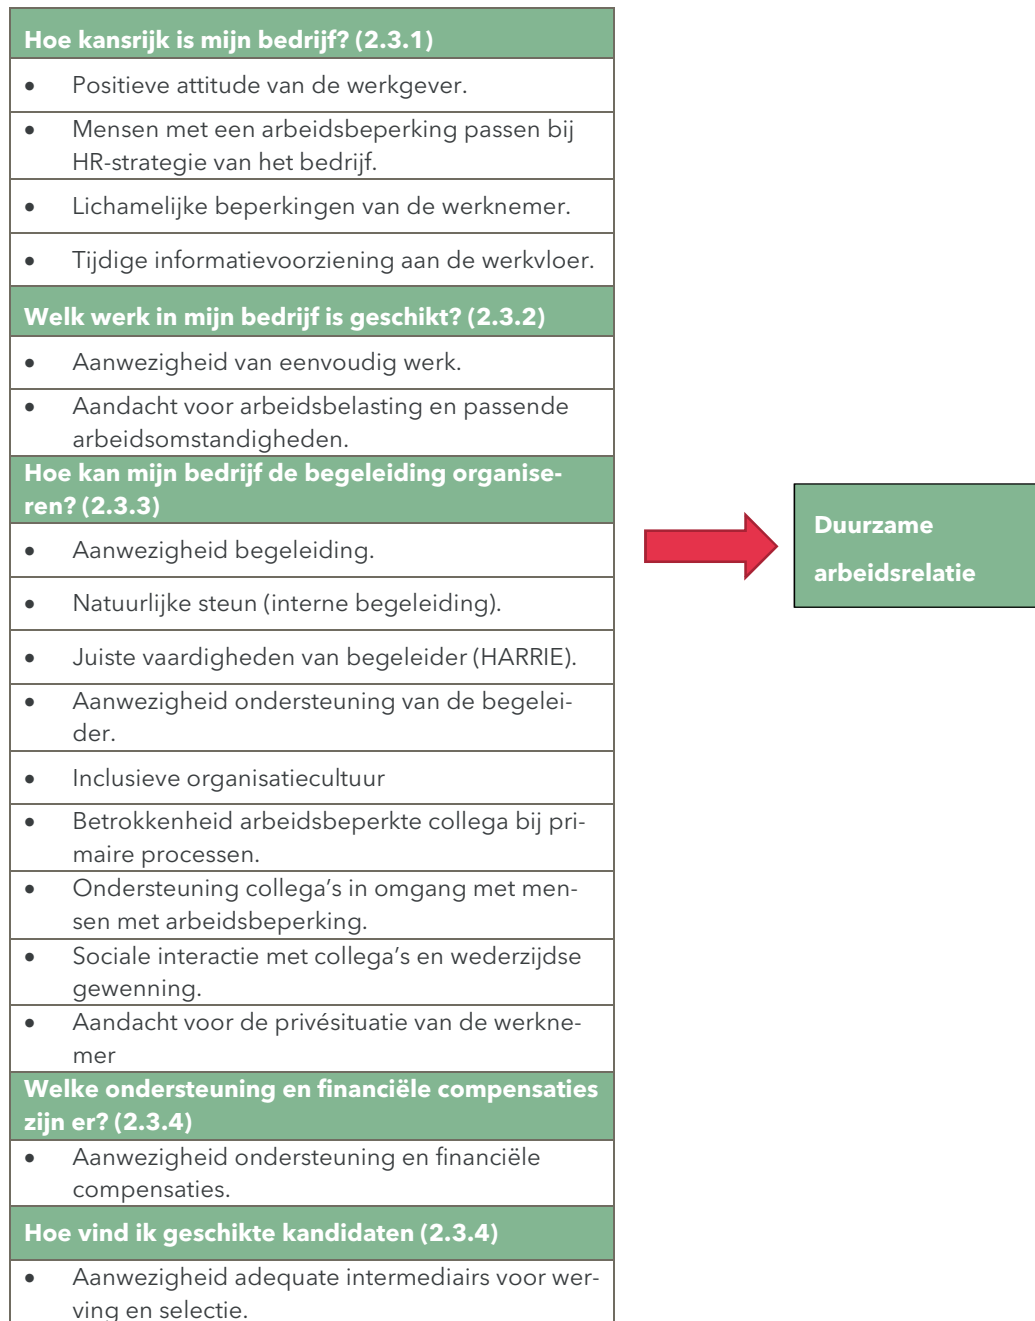 Hoe kansrijk is mijn bedrijf? (2.3.1)
• Positieve attitude van de werkgever.
• Mensen met een arbeidsbeperking passen bij
HR-strategie van het bedrijf.
• Lichamelijke beperkingen van de werknemer.
• Tijdige informatievoorziening aan de werkvloer.
Welk werk in mijn bedrijf is geschikt? (2.3.2)
• Aanwezigheid van eenvoudig werk.
• Aandacht voor arbeidsbelasting en passende
arbeidsomstandigheden.
Hoe kan mijn bedrijf de begeleiding organise-
ren? (2.3.3)
• Aanwezigheid begeleiding.
• Natuurlijke steun (interne begeleiding).
• Juiste vaardigheden van begeleider (HARRIE).
• Aanwezigheid ondersteuning van de begelei-
der.
• Inclusieve organisatiecultuur
• Betrokkenheid arbeidsbeperkte collega bij pri-
maire processen.
• Ondersteuning collega's in omgang met men-
sen met arbeidsbeperking.
• Sociale interactie met collega's en wederzijdse
gewenning.
• Aandacht voor de privésituatie van de werkne-
mer
Welke ondersteuning en financiële compensaties
zijn er? (2.3.4)
• Aanwezigheid ondersteuning en financiële
compensaties.
Hoe vind ik geschikte kandidaten (2.3.4)
• Aanwezigheid adequate intermediairs voor wer-
ving en selectie.
Duurzame
arbeidsrelatie